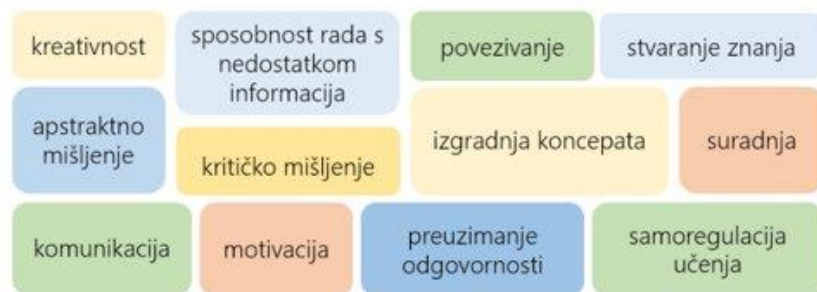 kreativnost
sposobnost rada s
nedostatkom
informacija
povezivanje
stvaranje znanja
apstraktno
mišljenje
kritičko mišljenje
izgradnja koncepata
suradnja
komunikacija
motivacija
preuzimanje
odgovornosti
samoregulacija
učenja